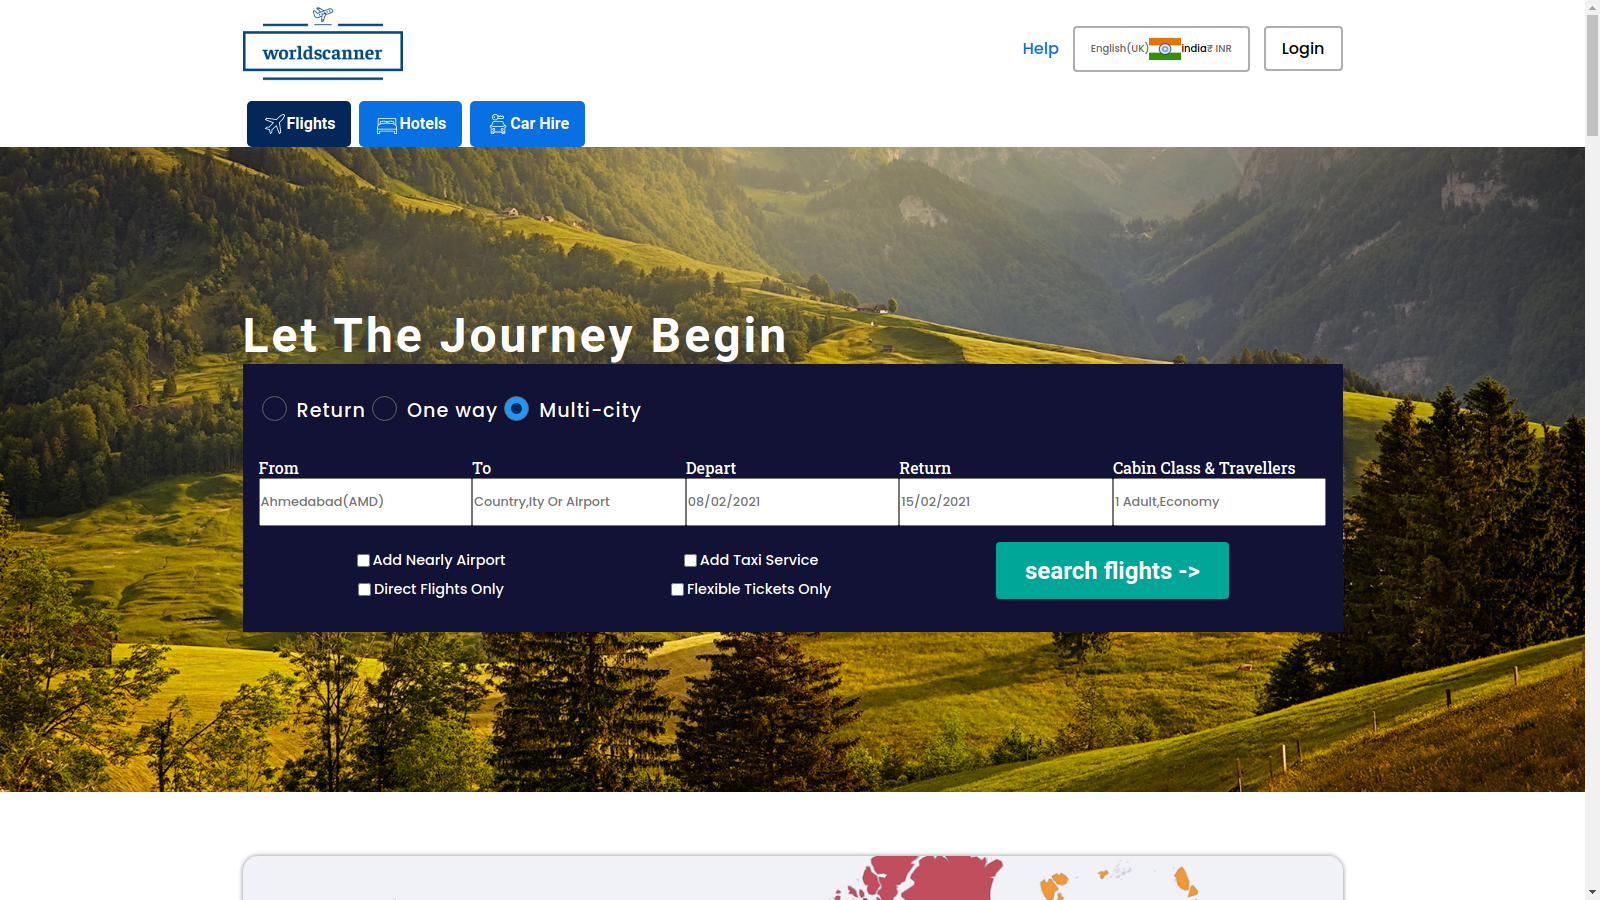 worldscanner
Help
English(UK) india₹ INR
Login
Flights
Hotels
Car Hire
Let The Journey Begin
Return
One way
Multi-city
From
To
Depart
Return
Cabin Class & Travellers
Ahmedabad(AMD)
Country,Ity Or AIrport
08/02/2021
15/02/2021
1 Adult,Economy
Add Nearly Airport
Add Taxi Service
search flights ->
Direct Flights Only
Flexible Tickets Only